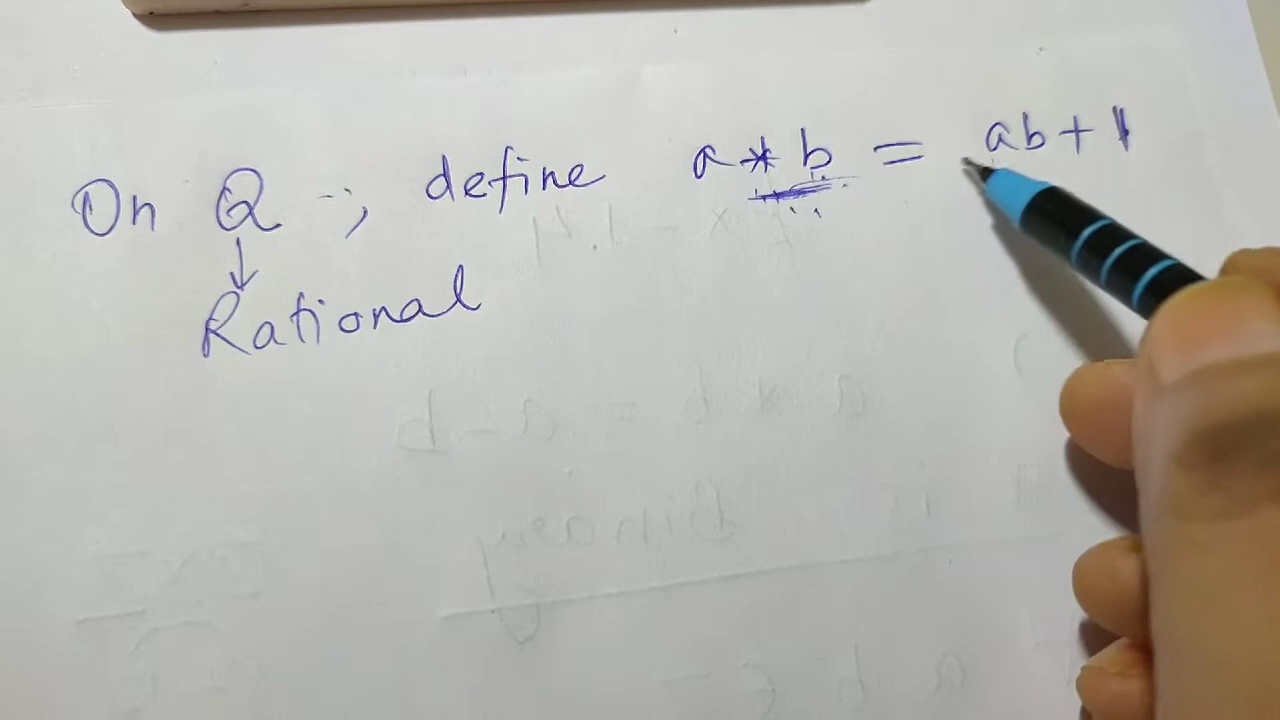 On Q ; define a * b = ab + 1
↓
Rational